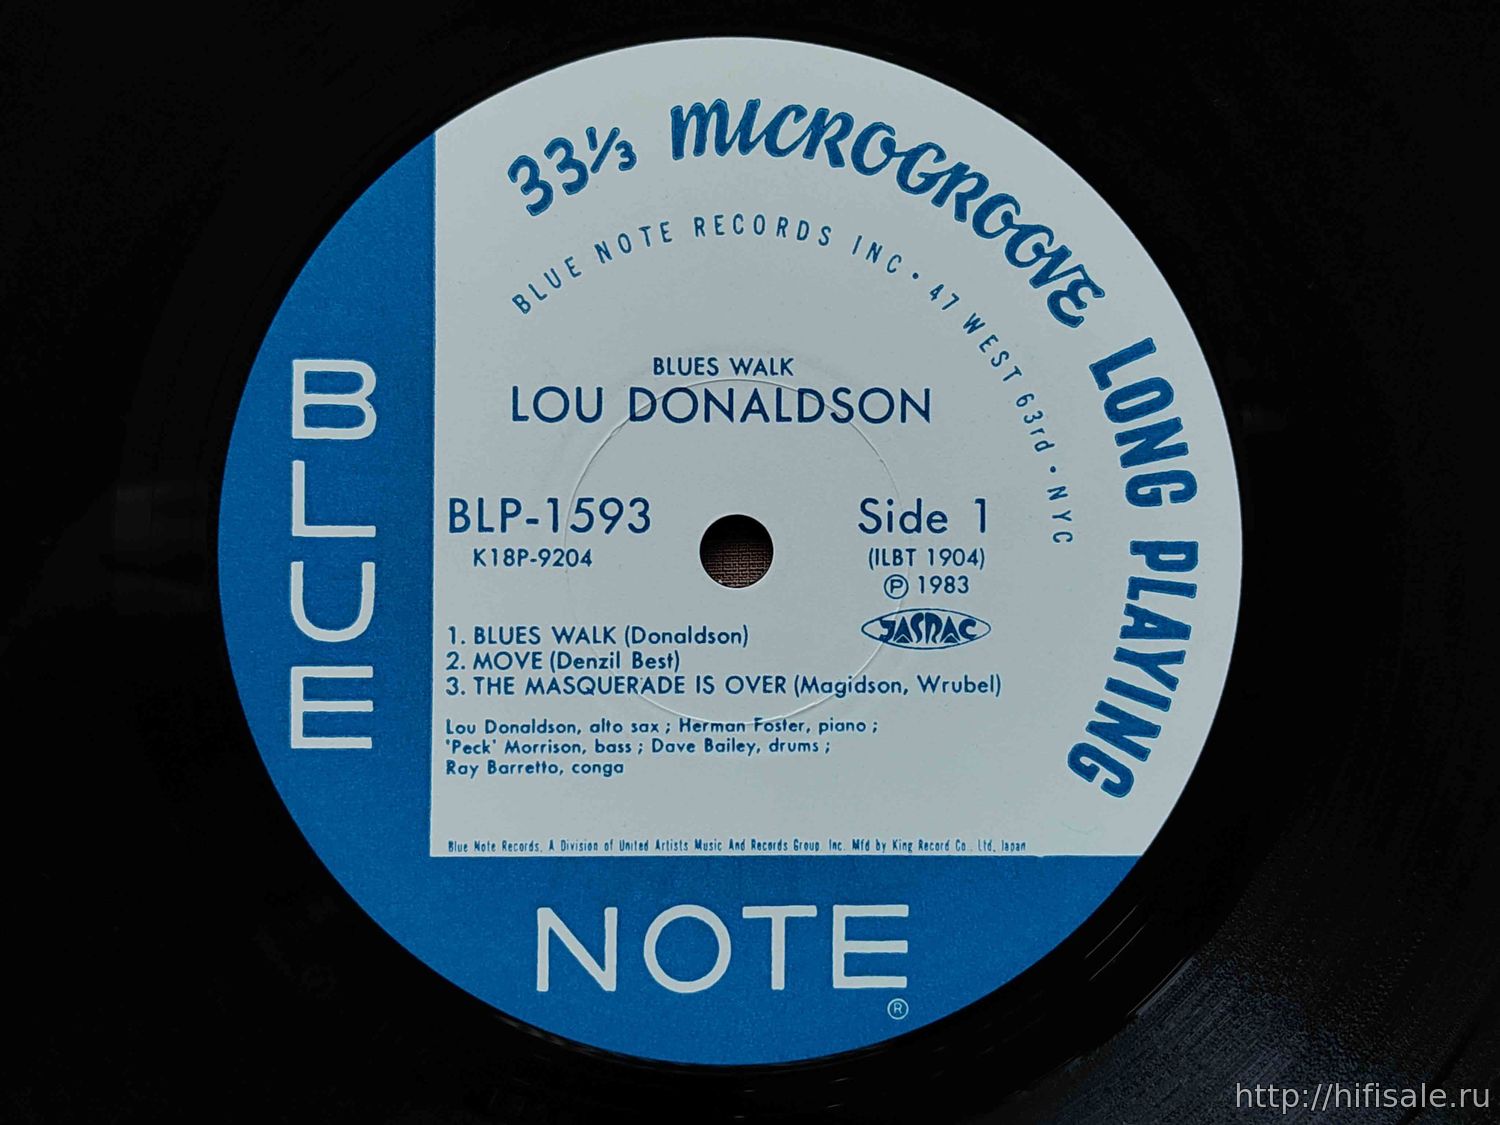 33⅓ MICROGROOVE LONG PLAYING
BLUE NOTE RECORDS INC • 47 WEST 63rd • NYC
BLUES WALK
LOU DONALDSON
BLP-1593
K18P-9204
Side 1
(ILBT 1904)
℗ 1983
JASRAC
1. BLUES WALK (Donaldson)
2. MOVE (Denzil Best)
3. THE MASQUERADE IS OVER (Magidson, Wrubel)
Lou Donaldson, alto sax ; Herman Foster, piano ;
'Peck' Morrison, bass ; Dave Bailey, drums ;
Ray Barretto, conga
Blue Note Records, A Division of United Artists Music And Records Group, Inc. Mfd by King Record Co., Ltd, Japan
BLUE
NOTE
®
http://hifisale.ru